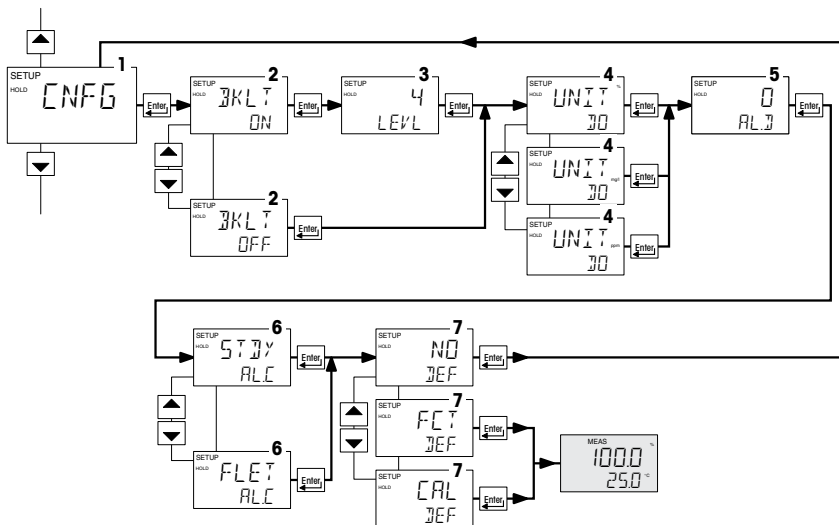 1
SETUP
HOLD
CNFG
Enter
2
SETUP
HOLD
BKLT
ON
Enter
3
SETUP
HOLD
4
LEVL
Enter
4
SETUP
HOLD
%
UNIT
DO
Enter
5
SETUP
HOLD
0
AL.D
Enter
2
SETUP
HOLD
BKLT
OFF
Enter
4
SETUP
HOLD
UNIT
mg/l
DO
Enter
4
SETUP
HOLD
UNIT
ppm
DO
Enter
6
SETUP
HOLD
STDY
AL.C
Enter
7
SETUP
HOLD
NO
DEF
Enter
6
SETUP
HOLD
FLET
AL.C
Enter
7
SETUP
HOLD
FCT
DEF
Enter
7
SETUP
HOLD
CAL
DEF
Enter
MEAS
100.0 %
25.0 °C